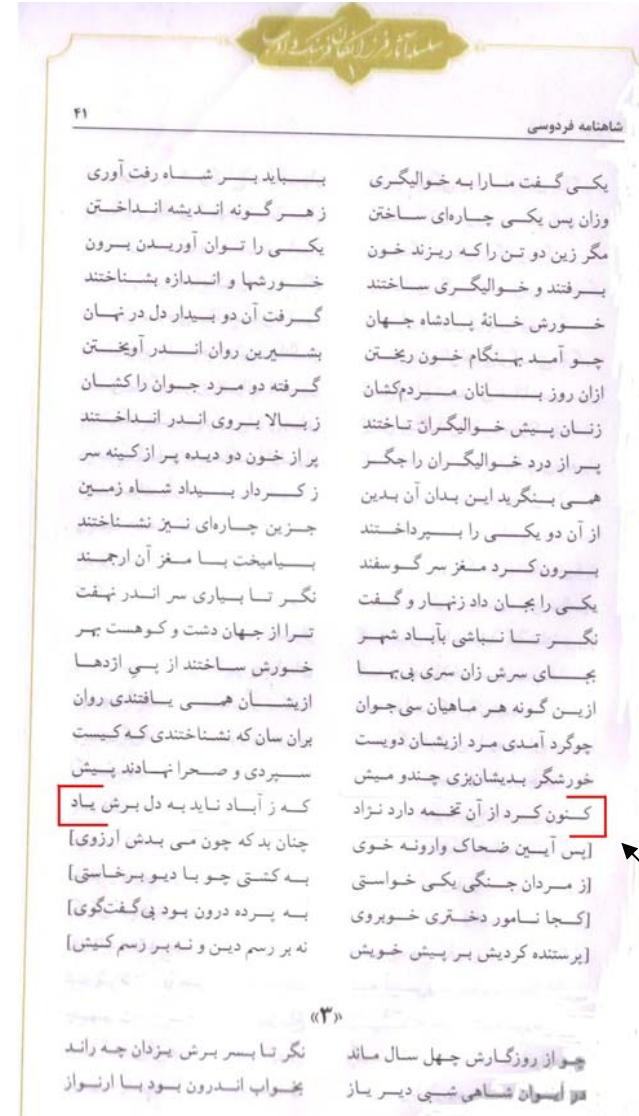 سلسله آثار فرزانگان فرهنگ و ادب
۱
شاهنامه فردوسی ۴۱
یکی گفت مارا به خوالیگری ببباید بر شاه رفت آوری
وزان پس یکی چاره‌ای ساختن ز هر گونه اندیشه انداختن
مگر زین دو تن را که ریزند خون یکی را توان آوریدن برون
برفتند و خوالیگری ساختند خورشها و اندازه بشناختند
خورش خانهٔ پادشاه جهان گرفت آن دو بیدار دل در نهان
چو آمد بهنگام خون ریختن بشیرین روان اندر آویختن
ازان روز بانان مردم‌کشان گرفته دو مرد جوان را کشان
زنان پیش خوالیگران تاختند ز بالا بروی اندر انداختند
پر از درد خوالیگران را جگر پر از خون دو دیده پر از کینه سر
همی بنگرید این بدان آن بدین ز کردار بیداد شاه زمین
از آن دو یکی را بپرداختند جزین چاره‌ای نیز نشناختند
برون کرد مغز سر گوسفند بیامیخت با مغز آن ارجمند
یکی را بجان داد زنهار و گفت نگر تا بیاری سر اندر نهفت
نگر تا نباشی بآباد شهر ترا از جهان دشت و کوهست بهر
بجای سرش زان سری بی‌بها خورش ساختند از پی اژدها
ازین گونه هر ماهیان سی‌جوان ازیشان همی یافتندی روان
چوگرد آمدی مرد ازیشان دویست بران سان که نشناختندی که کیست
خورشگر بدیشان‌بزی چندو میش سپردی و صحرا نهادند پیش
کنون کرد از آن تخمه دارد نژاد که ز آباد ناید به دل برش یاد
[پس آیین ضحاک وارونه خوی چنان بد که چون می بدش آرزوی]
[ز مردان جنگی یکی خواستی به کشتی چو با دیو برخاستی]
[کجا نامور دختری خوبروی به پرده درون بود بی‌گفت‌گوی]
[پرستنده کردیش بر پیش خویش نه بر رسم دین و نه بر رسم کیش]
«۳»
چو از روزگارش چهل سال ماند نگر تا بسر برش یزدان چه راند
در ایوان شاهی شبی دیر یاز بخواب اندرون بود با ارنواز